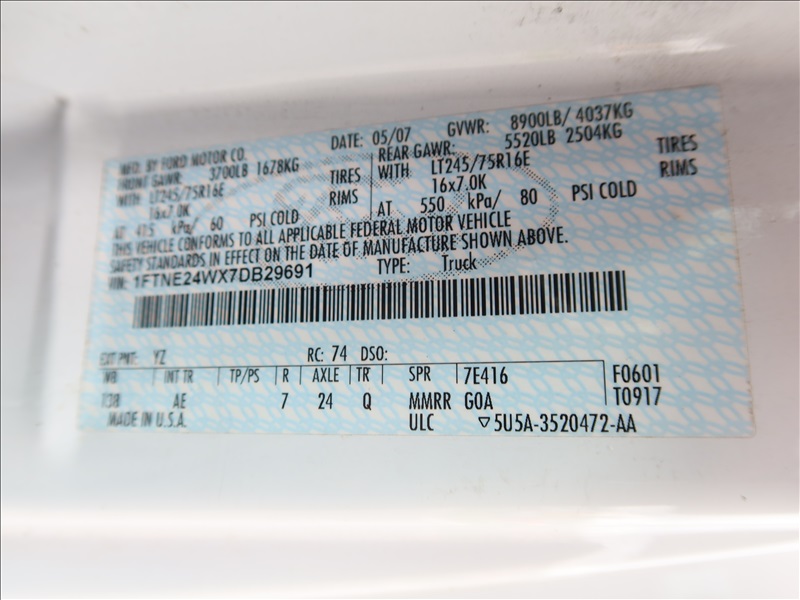 MFD. BY FORD MOTOR CO. DATE: 05/07 GVWR: 8900LB/ 4037KG
FRONT GAWR: 3700LB 1678KG REAR GAWR: 5520LB 2504KG
WITH LT245/75R16E TIRES WITH LT245/75R16E TIRES
16x7.0K RIMS 16x7.0K RIMS
AT 415 kPa/ 60 PSI COLD AT 550 kPa/ 80 PSI COLD
THIS VEHICLE CONFORMS TO ALL APPLICABLE FEDERAL MOTOR VEHICLE
SAFETY STANDARDS IN EFFECT ON THE DATE OF MANUFACTURE SHOWN ABOVE.
VIN: 1FTNE24WX7DB29691 TYPE: Truck
EXT PNT: YZ RC: 74 DSO:
WB INT TR TP/PS R AXLE TR SPR 7E416 F0601
138 AE 7 24 Q MMRR GOA T0917
MADE IN U.S.A. ULC ▽5U5A-3520472-AA